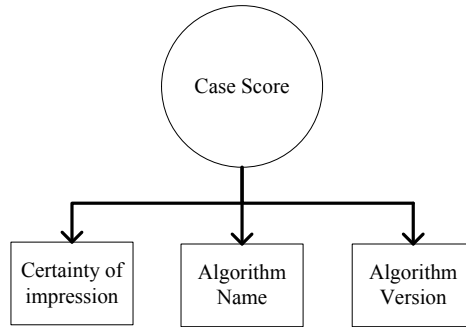 Case Score
Certainty of
impression
Algorithm
Name
Algorithm
Version